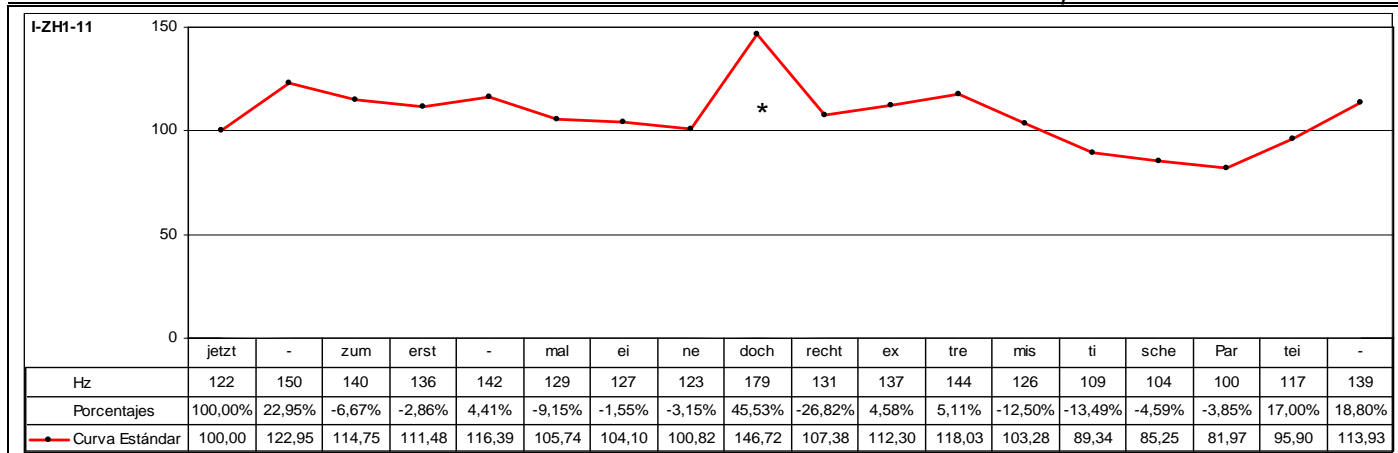 I-ZH1-11
150
100
*
50
0
jetzt - zum erst - mal ei ne doch recht ex tre mis ti sche Par tei -
Hz 122 150 140 136 142 129 127 123 179 131 137 144 126 109 104 100 117 139
Porcentajes 100,00% 22,95% -6,67% -2,86% 4,41% -9,15% -1,55% -3,15% 45,53% -26,82% 4,58% 5,11% -12,50% -13,49% -4,59% -3,85% 17,00% 18,80%
Curva Estándar 100,00 122,95 114,75 111,48 116,39 105,74 104,10 100,82 146,72 107,38 112,30 118,03 103,28 89,34 85,25 81,97 95,90 113,93